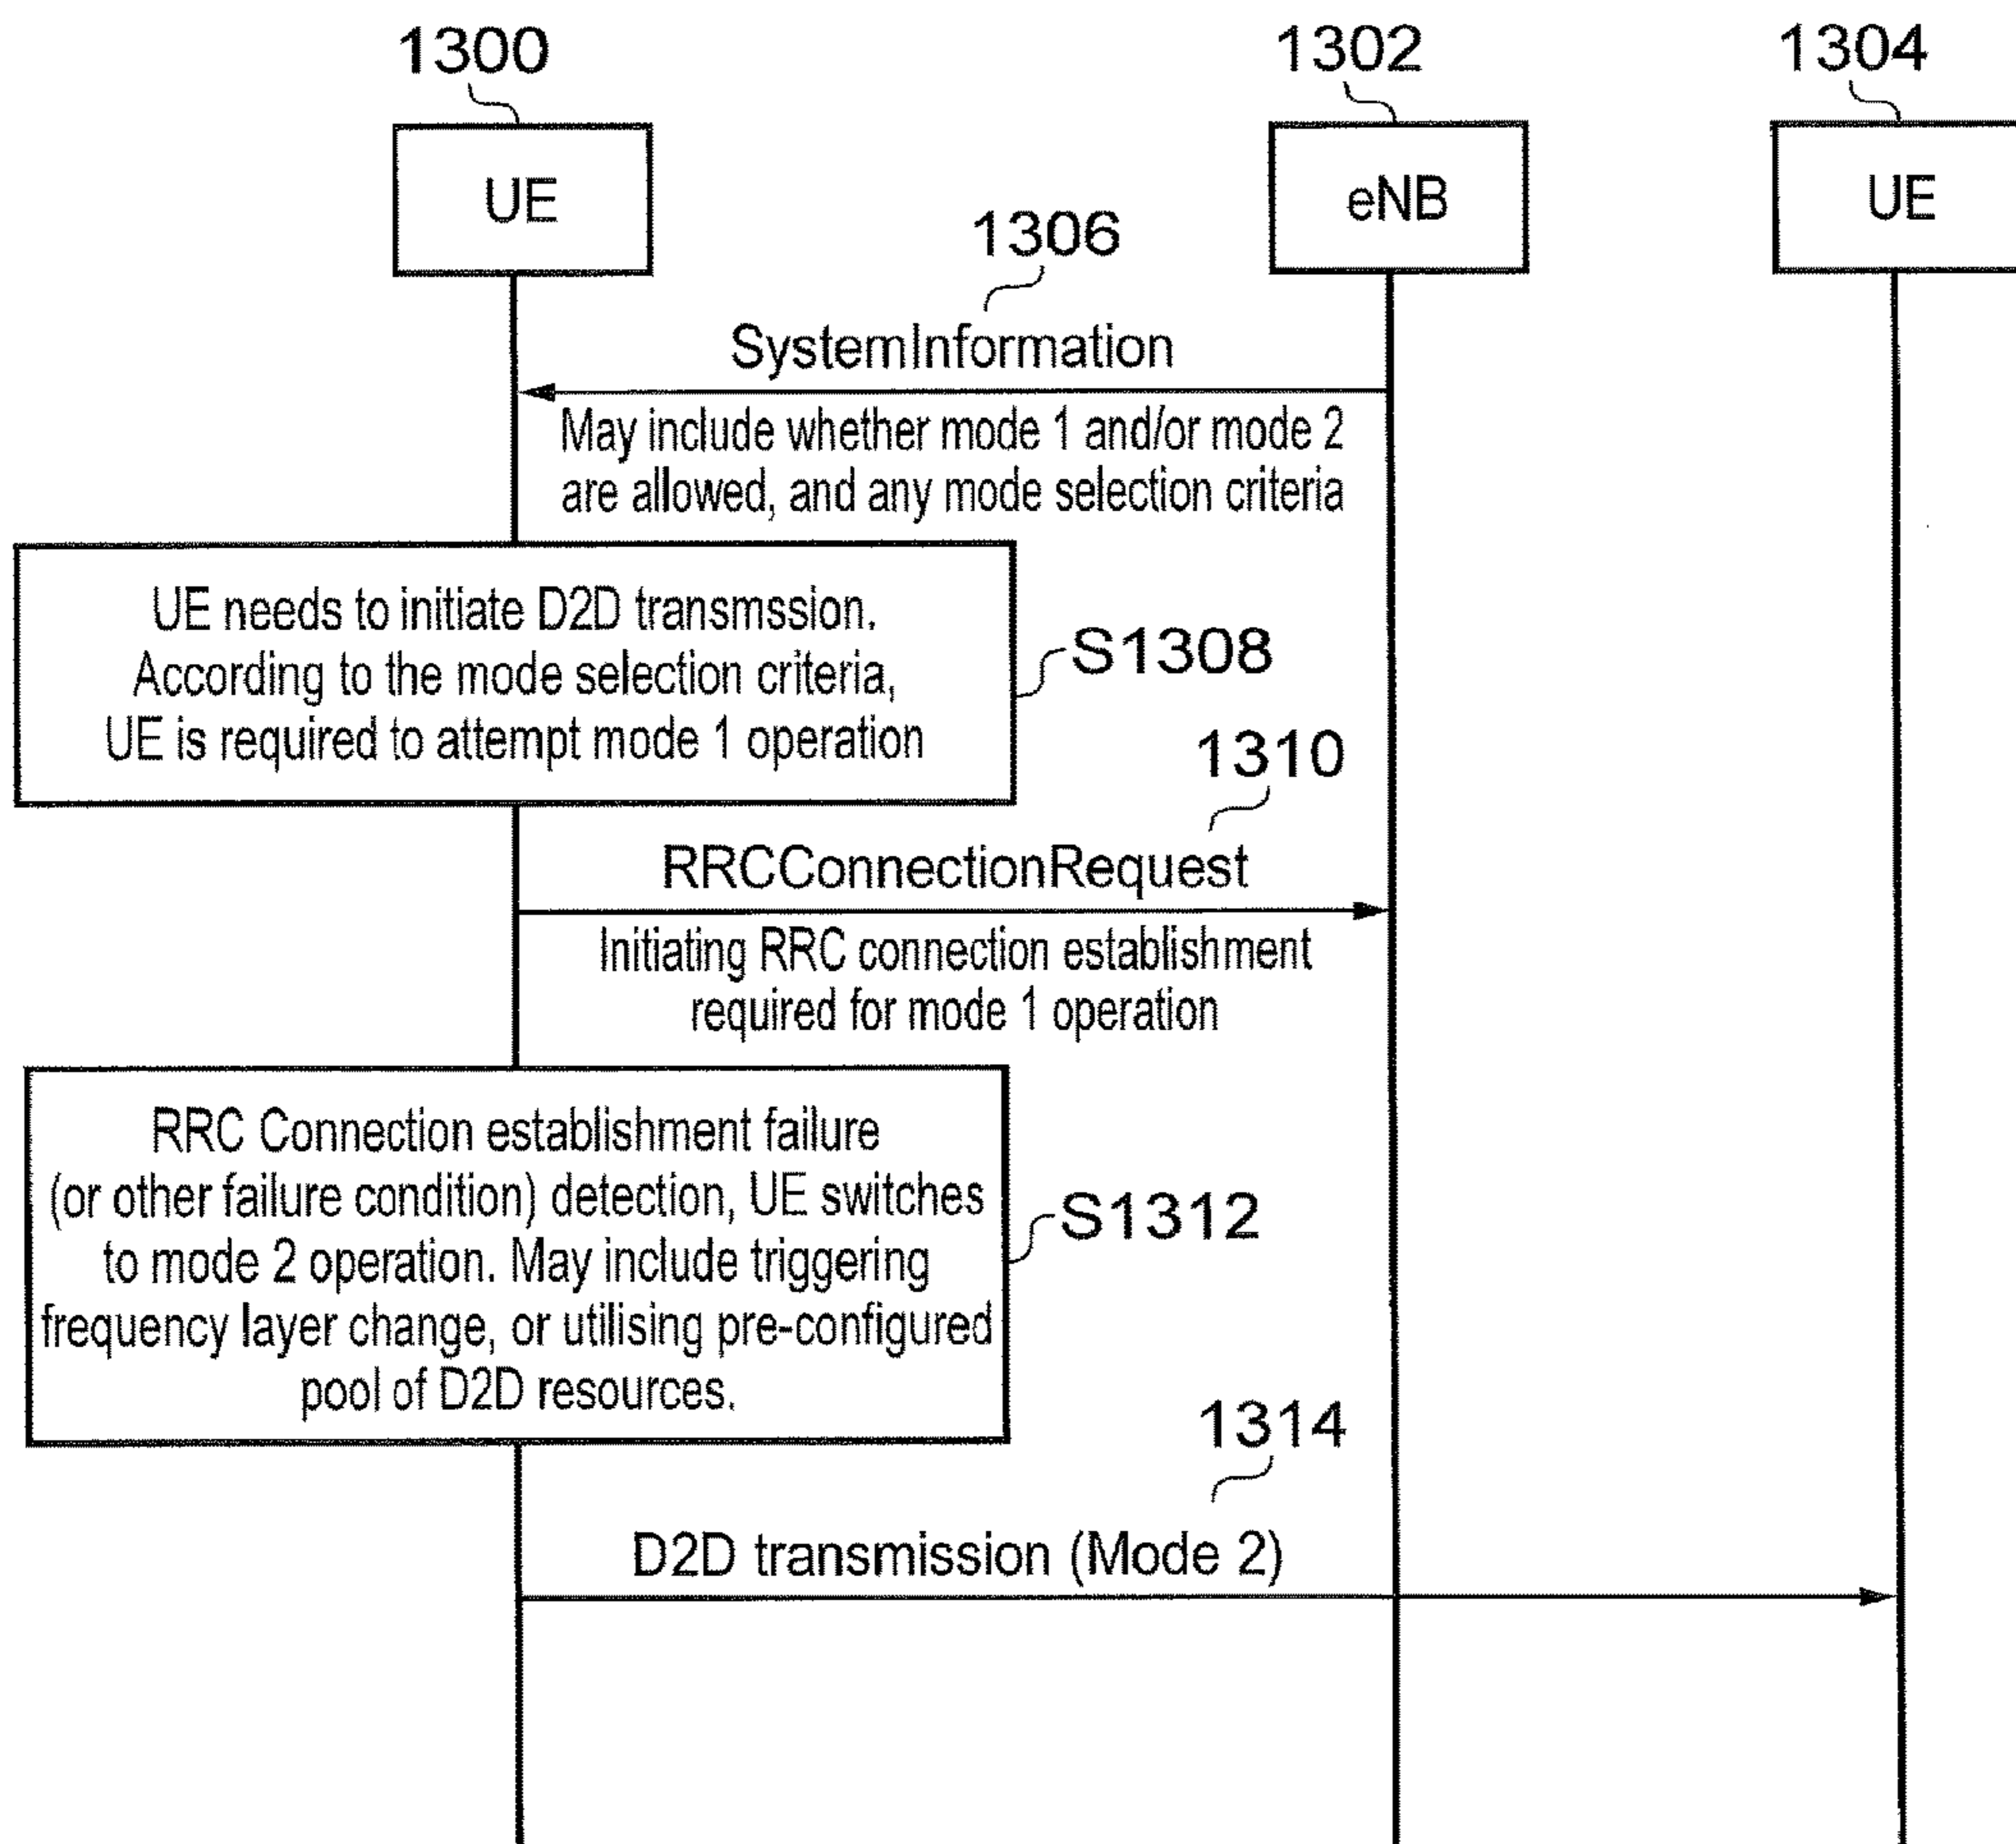 1300
1302
1304
UE
eNB
UE
1306
SystemInformation
May include whether mode 1 and/or mode 2
are allowed, and any mode selection criteria
UE needs to initiate D2D transmssion.
According to the mode selection criteria,
UE is required to attempt mode 1 operation
S1308
1310
RRCConnectionRequest
Initiating RRC connection establishment
required for mode 1 operation
RRC Connection establishment failure
(or other failure condition) detection, UE switches
to mode 2 operation. May include triggering
frequency layer change, or utilising pre-configured
pool of D2D resources.
S1312
1314
D2D transmission (Mode 2)